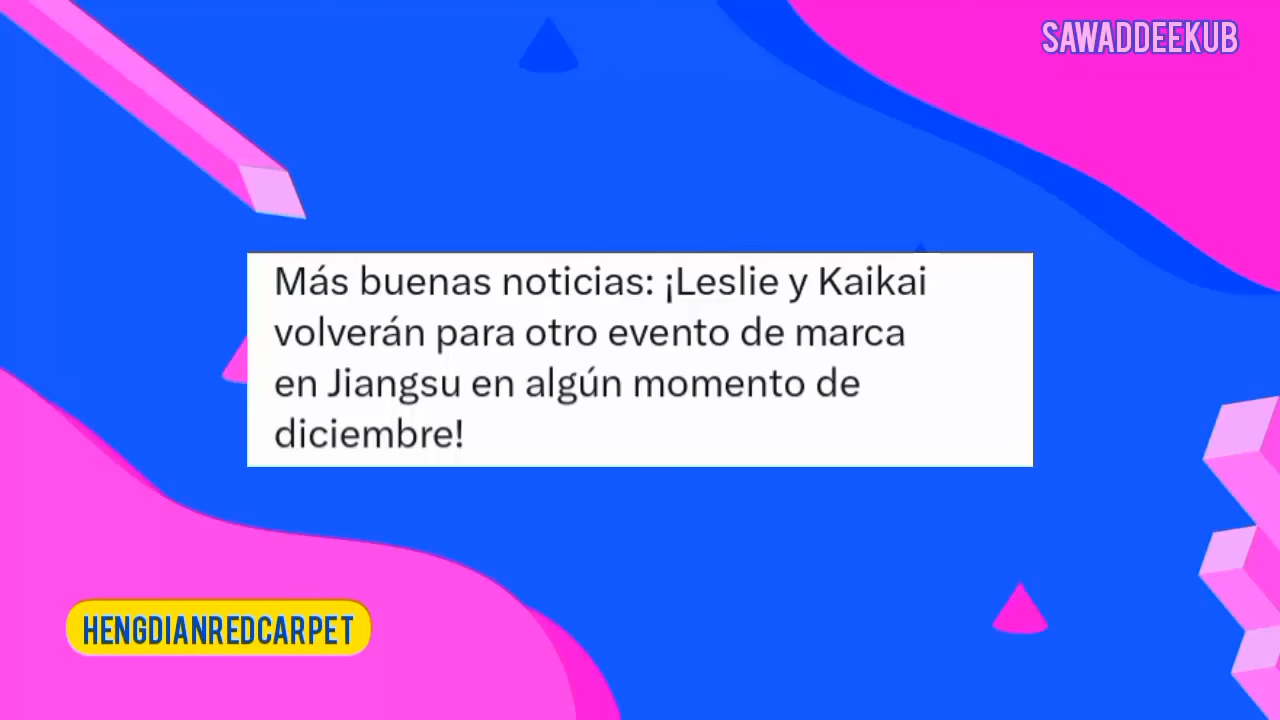 SAWADDEEKUB
Más buenas noticias: ¡Leslie y Kaikai
volverán para otro evento de marca
en Jiangsu en algún momento de
diciembre!
HENGDIANREDCARPET